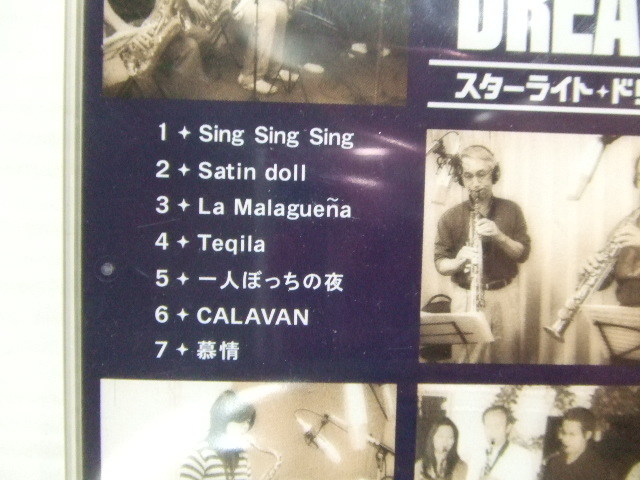 DREA
スターライト✦ド
1 ✦ Sing Sing Sing
2 ✦ Satin doll
3 ✦ La Malagueña
4 ✦ Teqila
5 ✦ 一人ぼっちの夜
6 ✦ CALAVAN
7 ✦ 慕情